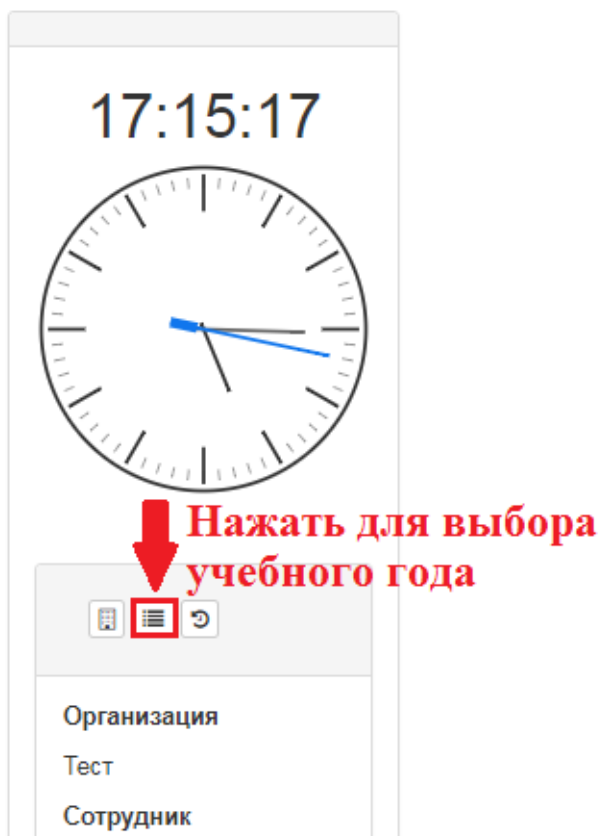 17:15:17
Нажать для выбора
учебного года
Организация
Тест
Сотрудник